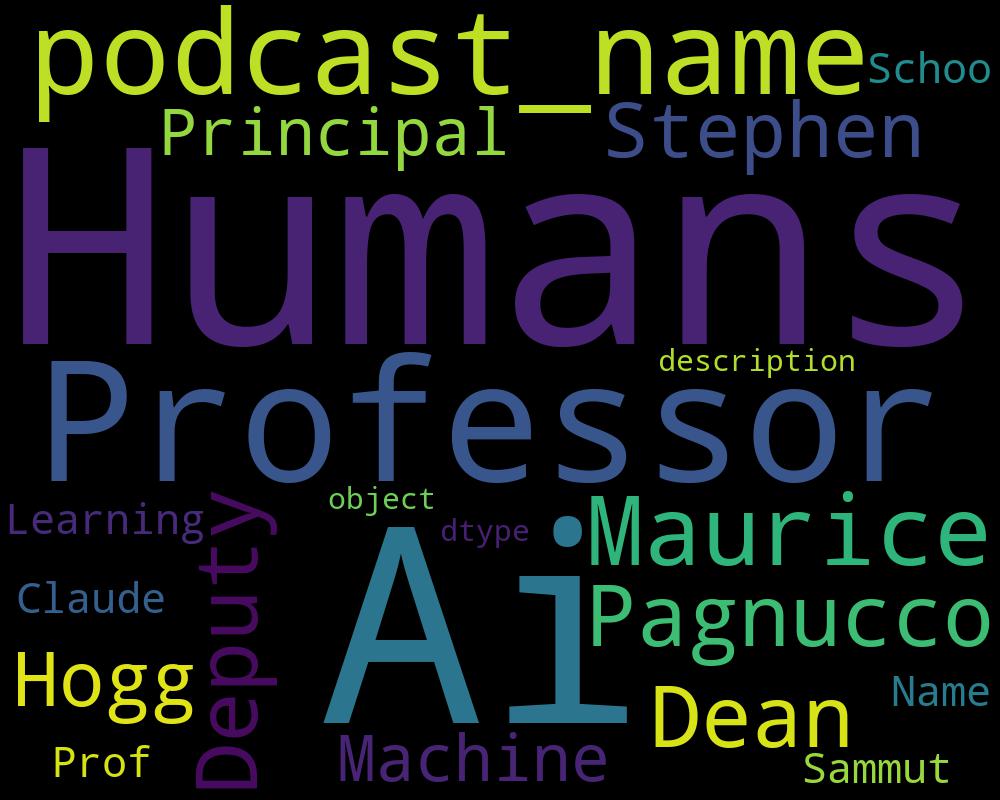 podcast_name
Schoo
Principal
Stephen
Humans
description
Professor
object
Learning
dtype
Deputy
Ai
Maurice
Claude
Pagnucco
Hogg
Name
Dean
Prof
Machine
Sammut